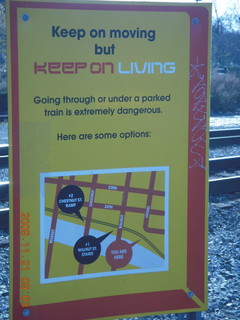 Keep on moving
but
KEEP ON LIVING
Going through or under a parked
train is extremely dangerous.
Here are some options:
#2
CHESTNUT ST.
RAMP
#1
WALNUT ST.
STAIRS
YOU ARE
HERE